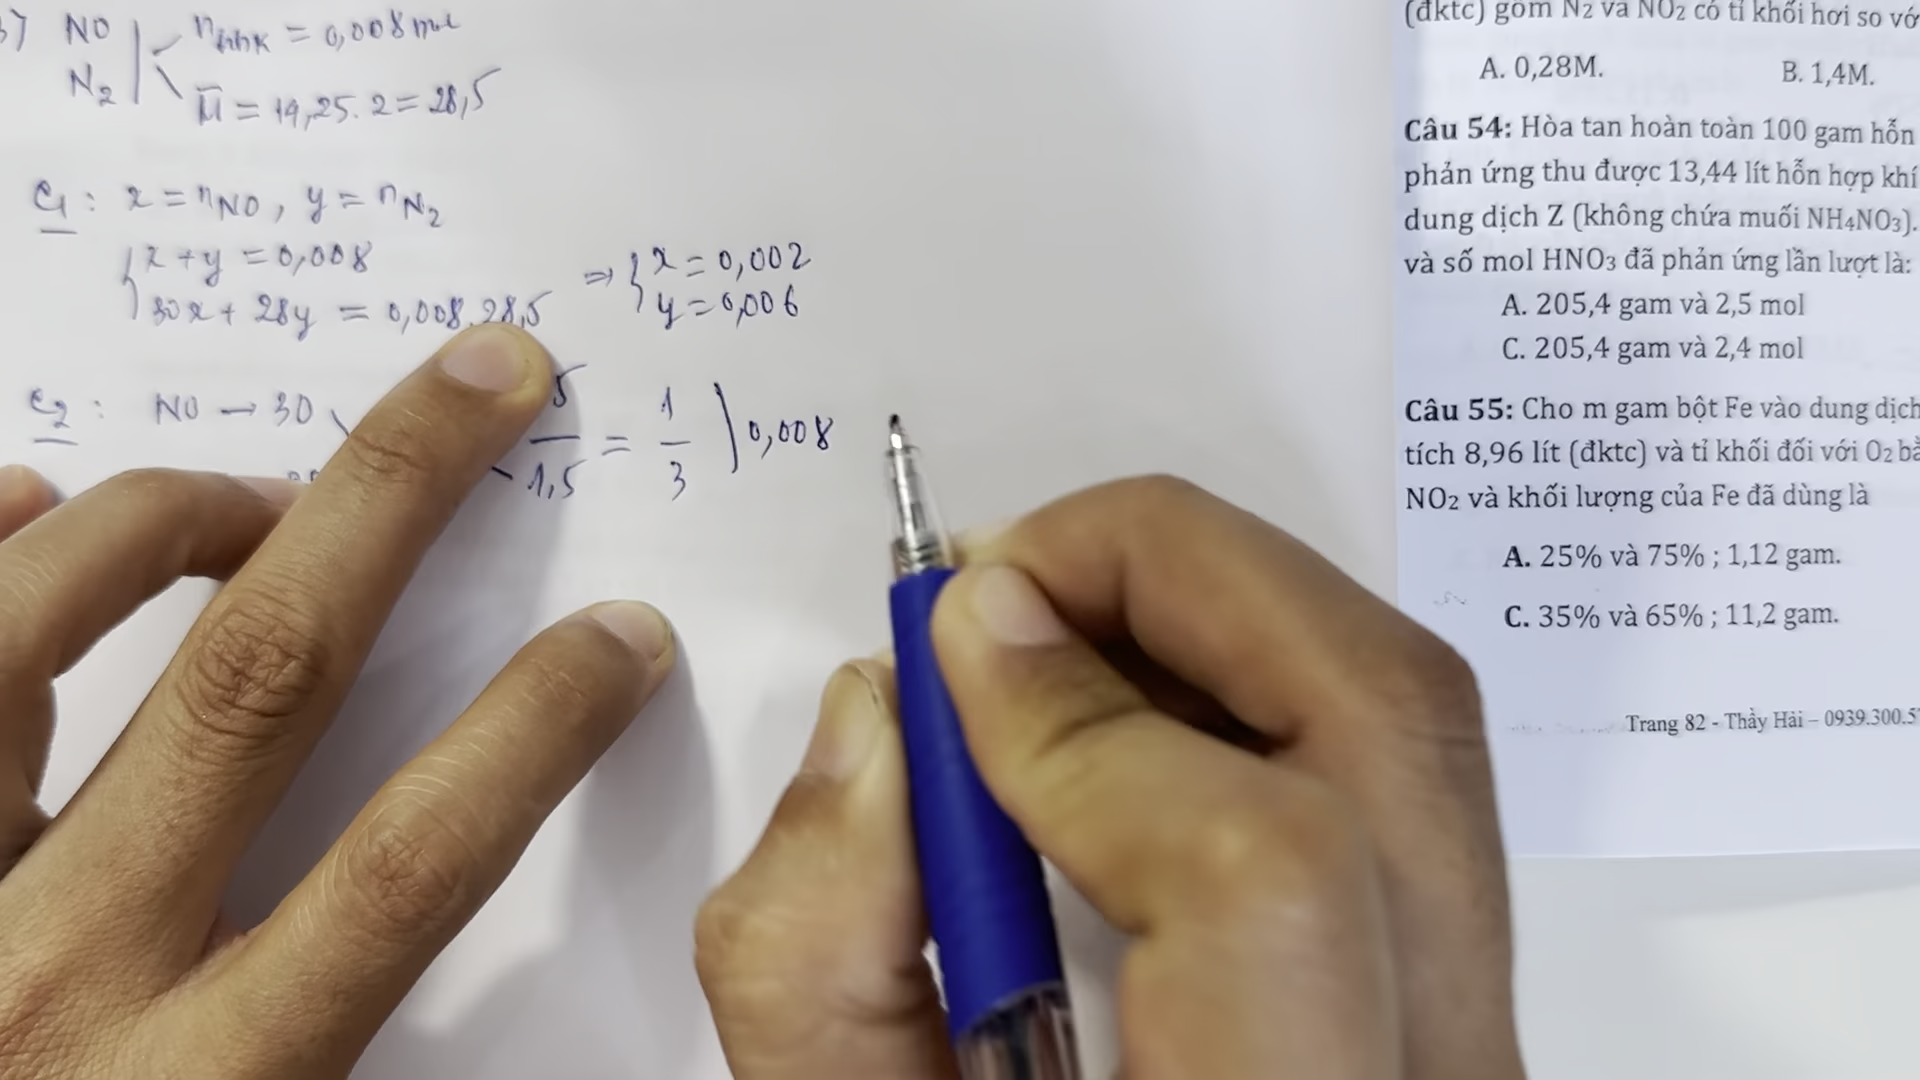 NO
N2
nhhk = 0,008 mol
M̅ = 14,25. 2 = 28,5
C1 : x = nNO , y = nN2
x + y = 0,008
30x + 28y = 0,008.28,5
⇒ { x = 0,002
y = 0,006
C2 : NO → 30
5
1,5
= 1/3 ) 0,008
(đktc) gồm N2 và NO2 có tỉ khối hơi so vớ
A. 0,28M. B. 1,4M.
Câu 54: Hòa tan hoàn toàn 100 gam hỗn
phản ứng thu được 13,44 lít hỗn hợp khí
dung dịch Z (không chứa muối NH4NO3).
và số mol HNO3 đã phản ứng lần lượt là:
A. 205,4 gam và 2,5 mol
C. 205,4 gam và 2,4 mol
Câu 55: Cho m gam bột Fe vào dung dịch
tích 8,96 lít (đktc) và tỉ khối đối với O2 bằ
NO2 và khối lượng của Fe đã dùng là
A. 25% và 75% ; 1,12 gam.
C. 35% và 65% ; 11,2 gam.
Trang 82 - Thầy Hải – 0939.300.5